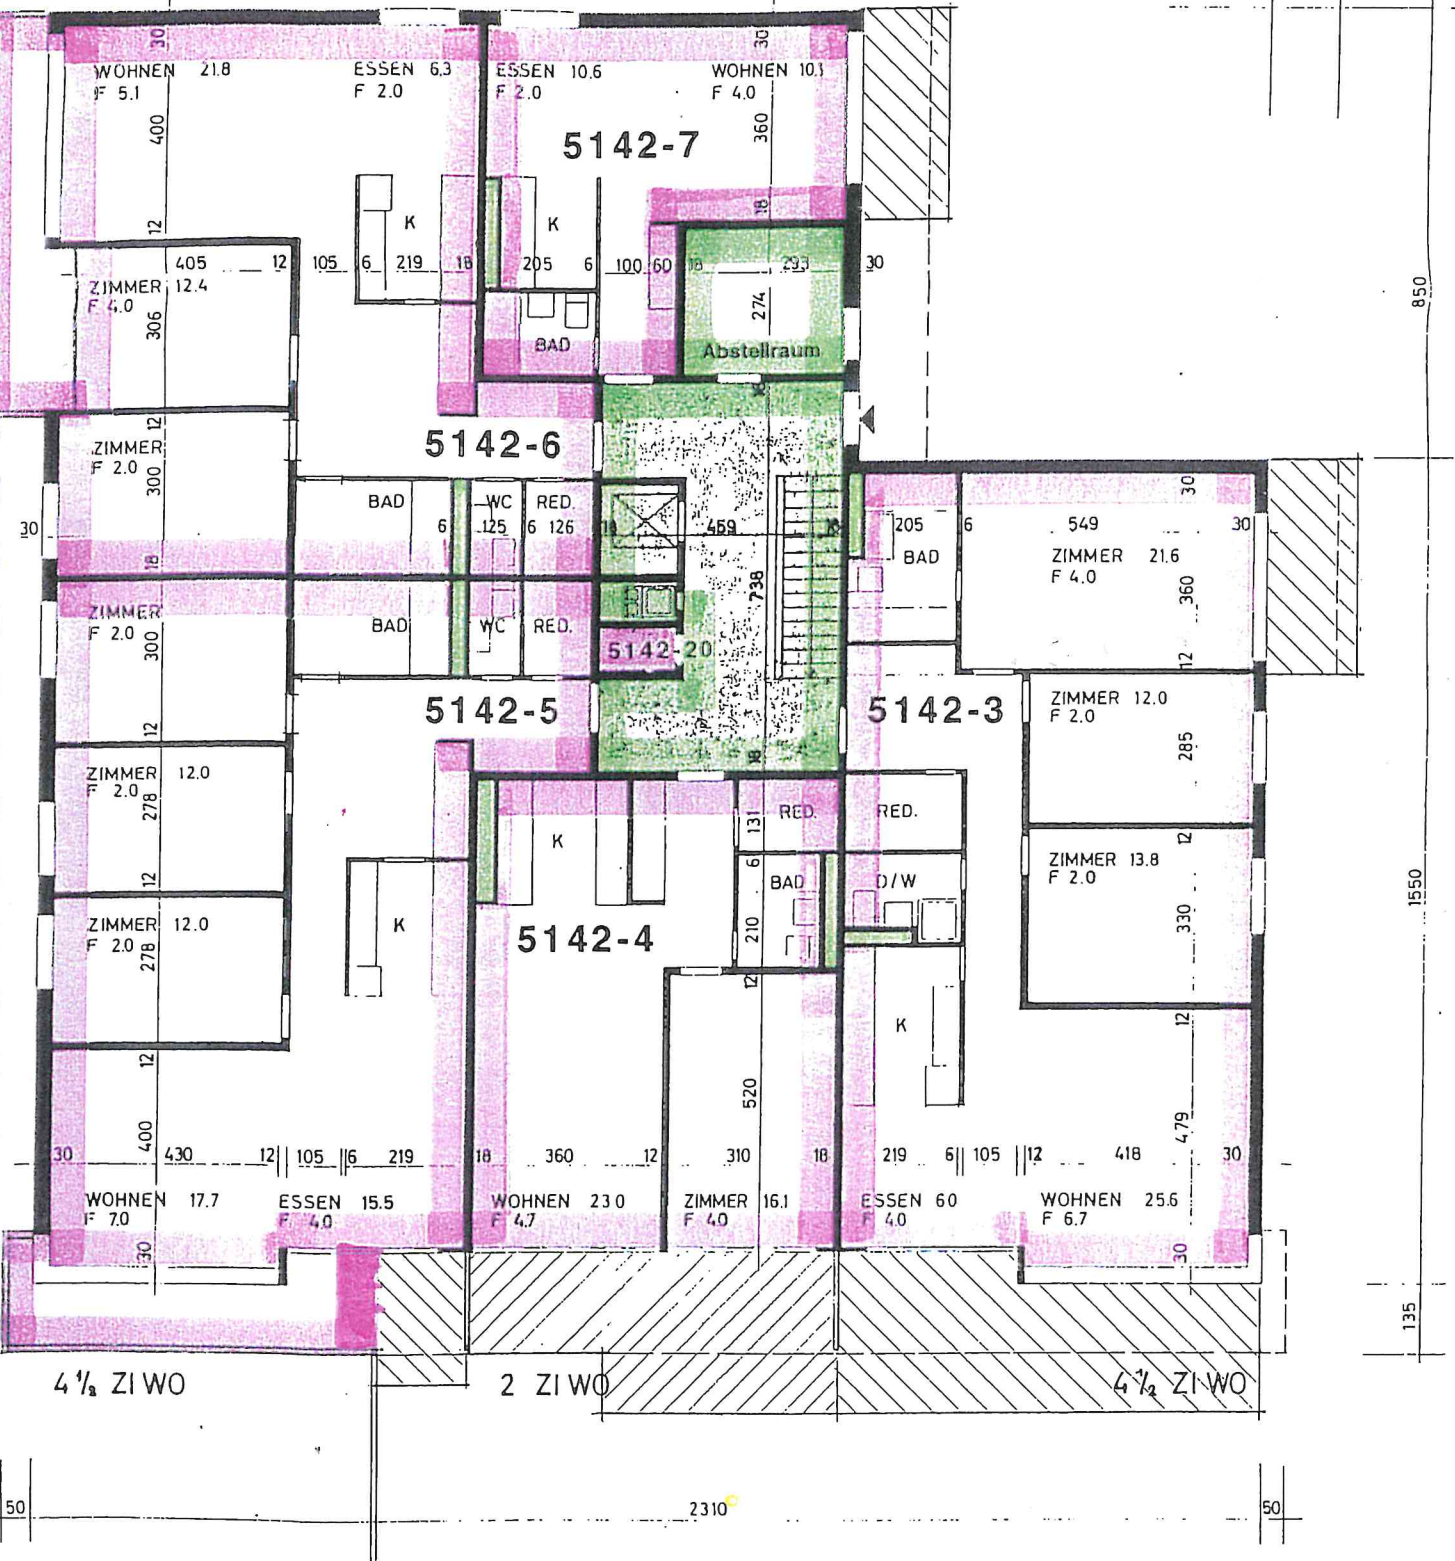 30
30
WOHNEN 21.8
F 5.1
ESSEN 6.3
F 2.0
ESSEN 10.6
F 2.0
WOHNEN 10.1
F 4.0
400
5142-7
360
12
K
K
18
405
12
105
6
219
18
205
6
100
60
18
293
30
850
ZIMMER 12.4
F 4.0
306
274
BAD
Abstellraum
12
5142-6
ZIMMER
F 2.0
300
BAD
WC
RED.
30
6
125
6
126
18
459
18
205
6
549
30
30
BAD
ZIMMER 21.6
F 4.0
18
738
360
ZIMMER
F 2.0
300
BAD
WC
RED.
5142-20
12
12
5142-5
5142-3
ZIMMER 12.0
F 2.0
18
285
ZIMMER 12.0
F 2.0
278
131
RED.
RED.
K
12
12
6
ZIMMER 13.8
F 2.0
BAD
D/W
1550
ZIMMER 12.0
F 2.0
278
K
5142-4
210
330
12
12
K
12
520
400
479
30
430
12
105
6
219
18
360
12
310
18
219
6
105
12
418
30
WOHNEN 17.7
F 7.0
ESSEN 15.5
F 4.0
WOHNEN 23.0
F 4.7
ZIMMER 16.1
F 4.0
ESSEN 6.0
F 4.0
WOHNEN 25.6
F 6.7
30
30
135
4 ½ ZI WO
2 ZI WO
4 ½ ZI WO
50
2310
50